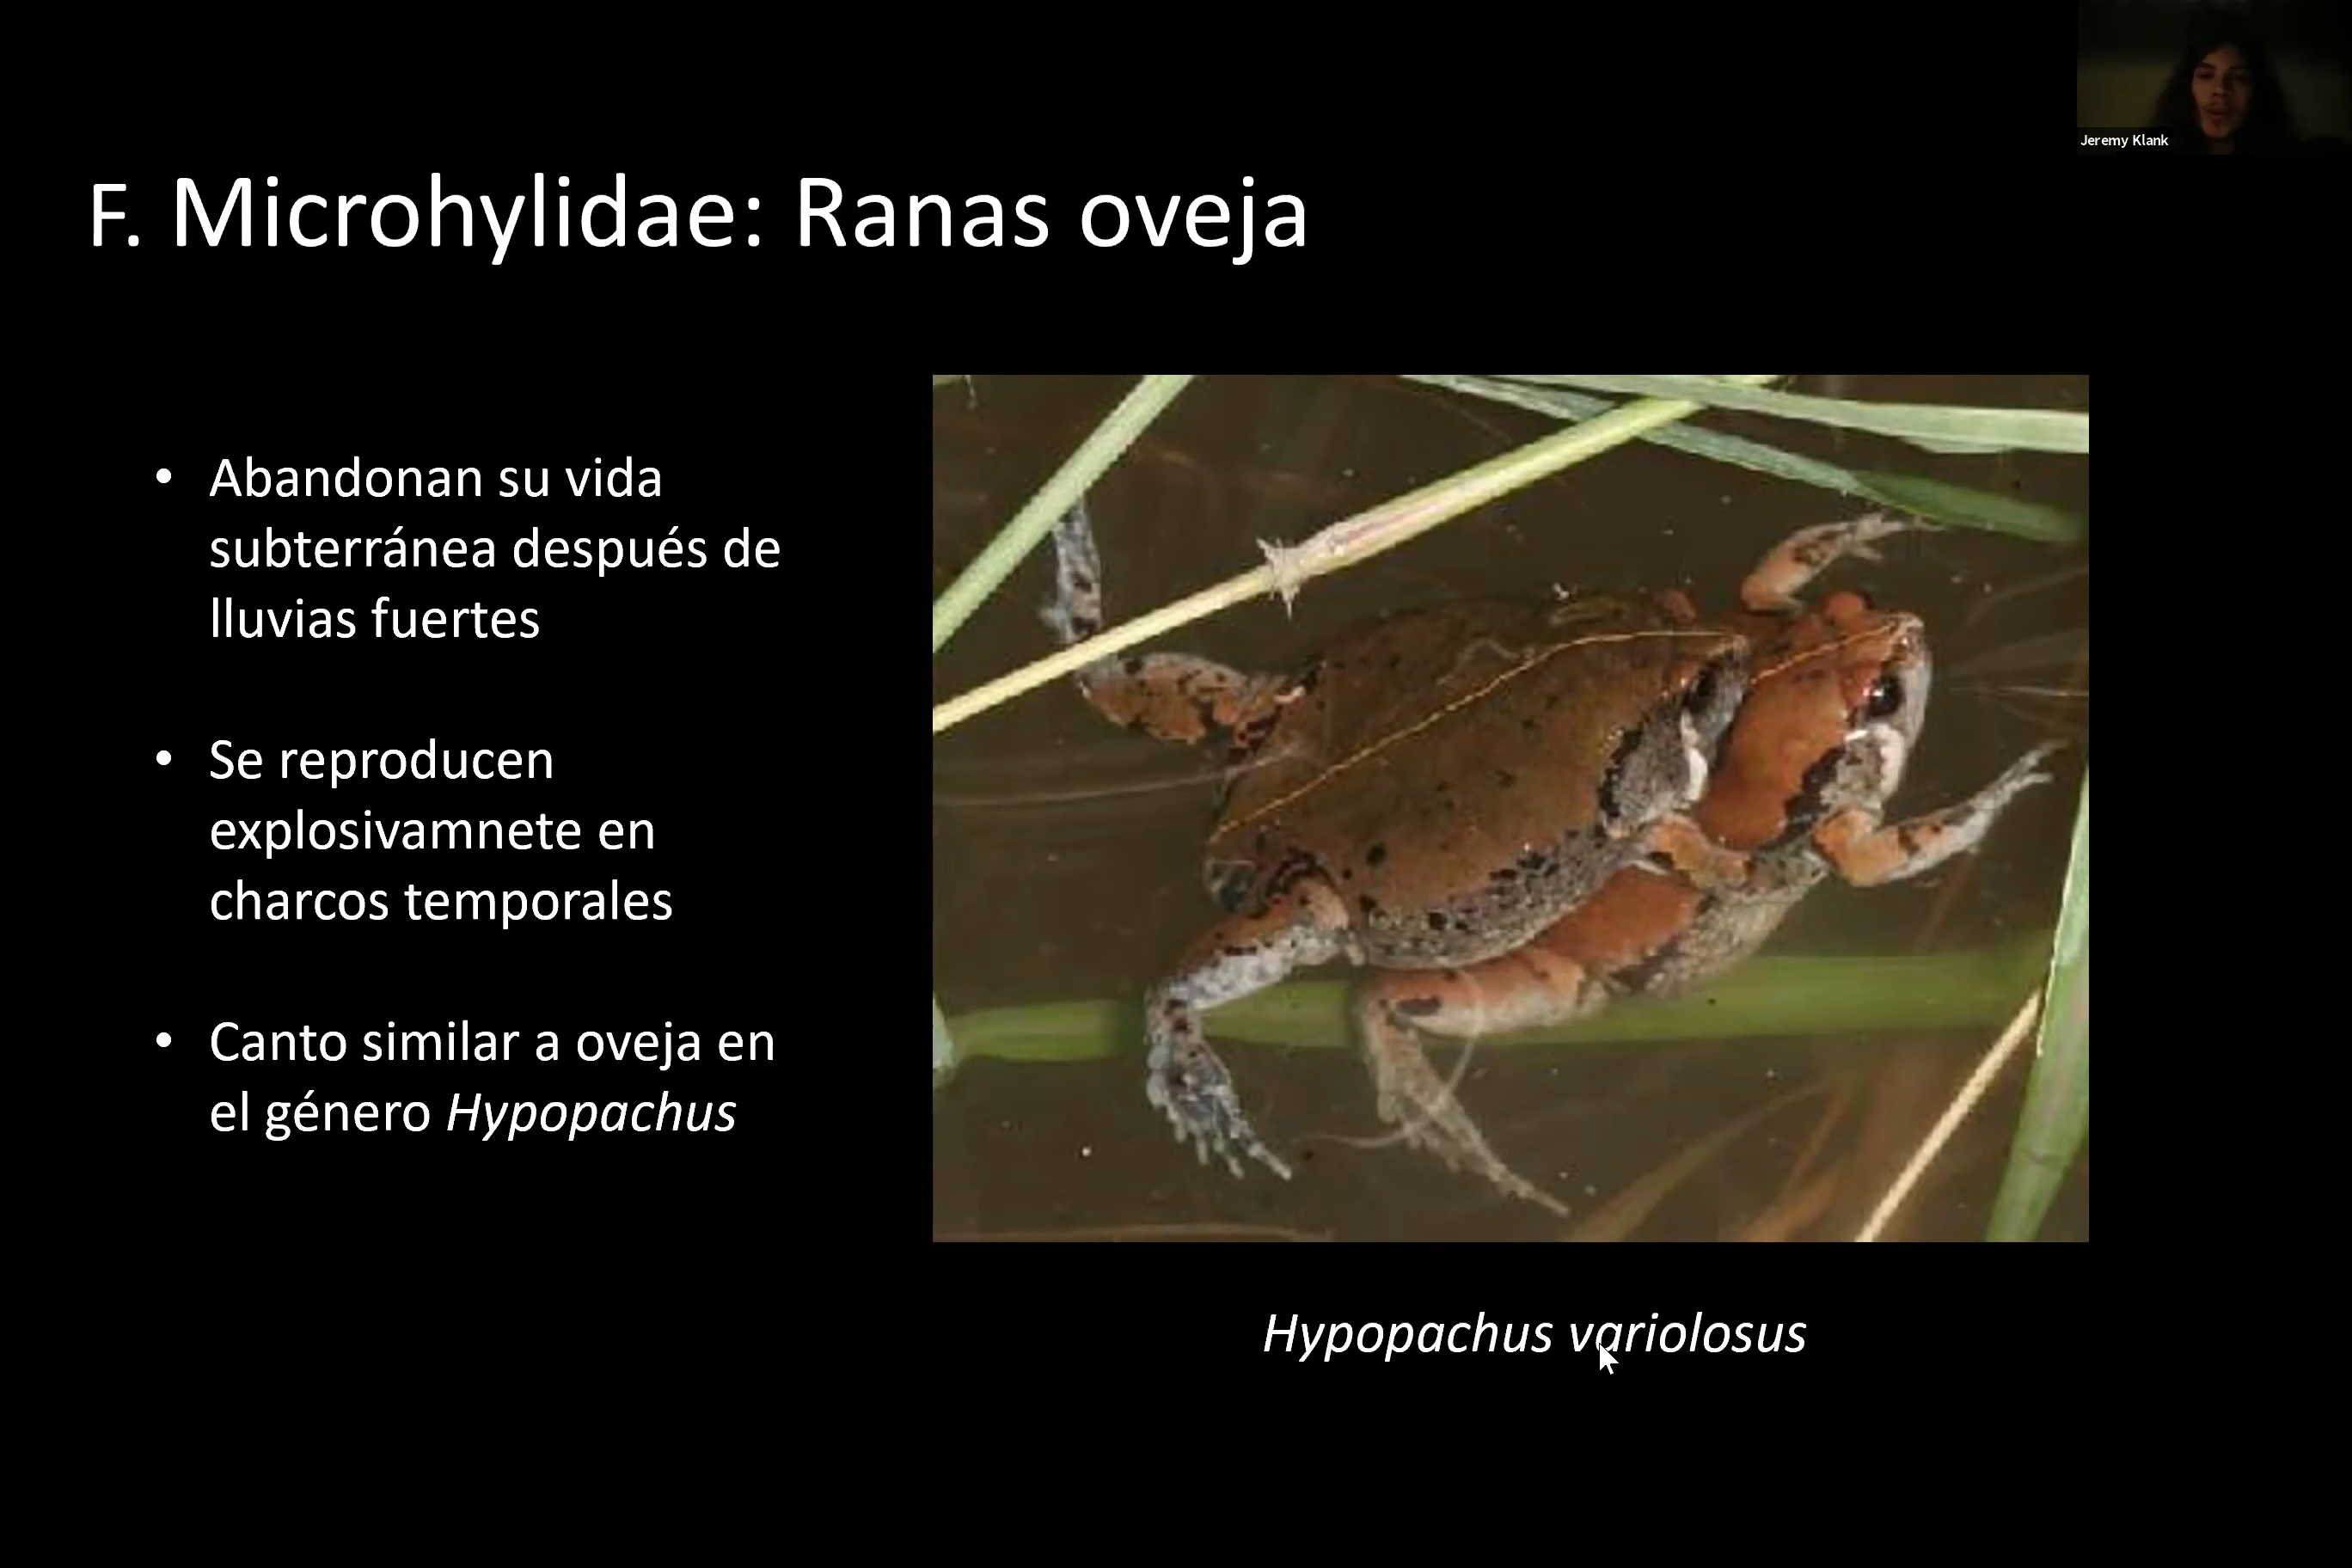 Jeremy Klank
F. Microhylidae: Ranas oveja
• Abandonan su vida
subterránea después de
lluvias fuertes
• Se reproducen
explosivamnete en
charcos temporales
• Canto similar a oveja en
el género Hypopachus
Hypopachus variolosus